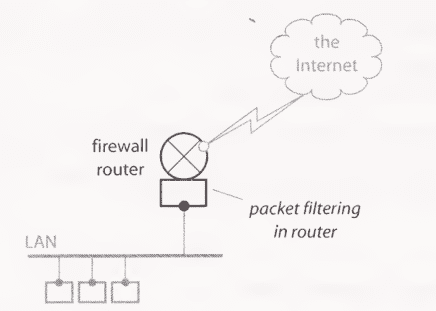 the
Internet
firewall
router
packet filtering
in router
LAN